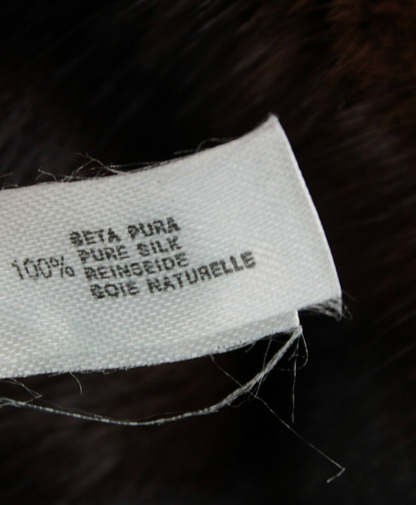 SETA PURA
PURE SILK
100% REINSEIDE
SOIE NATURELLE